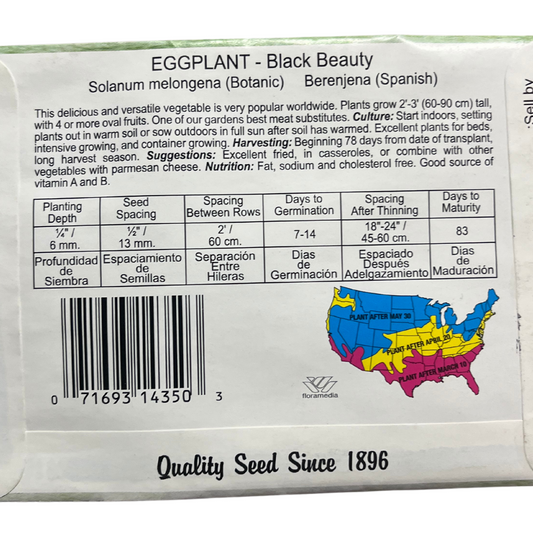 EGGPLANT - Black Beauty
Solanum melongena (Botanic) Berenjena (Spanish)
This delicious and versatile vegetable is very popular worldwide. Plants grow 2'-3' (60-90 cm) tall,
with 4 or more oval fruits. One of our gardens best meat substitutes. Culture: Start indoors, setting
plants out in warm soil or sow outdoors in full sun after soil has warmed. Excellent plants for beds,
intensive growing, and container growing. Harvesting: Beginning 78 days from date of transplant,
long harvest season. Suggestions: Excellent fried, in casseroles, or combine with other
vegetables with parmesan cheese. Nutrition: Fat, sodium and cholesterol free. Good source of
vitamin A and B.
Planting Depth Seed Spacing Spacing Between Rows Days to Germination Spacing After Thinning Days to Maturity
¼" / 6 mm. ½" / 13 mm. 2' / 60 cm. 7-14 18"-24" / 45-60 cm. 83
Profundidad de Siembra Espaciamiento de Semillas Separación Entre Hileras Dias de Germinación Espaciado Después Adelgazamiento Dias de Maduración
PLANT AFTER MAY 30
PLANT AFTER APRIL 20
PLANT AFTER MARCH 10
floramedia
0 71693 14350 3
Quality Seed Since 1896
Sell by